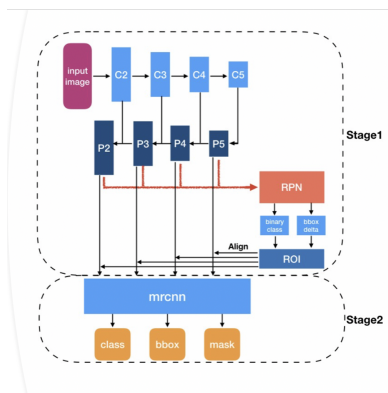 input
image
C2
C3
C4
C5
P2
P3
P4
P5
Stage1
RPN
binary
class
bbox
delta
Align
ROI
mrcnn
Stage2
class
bbox
mask